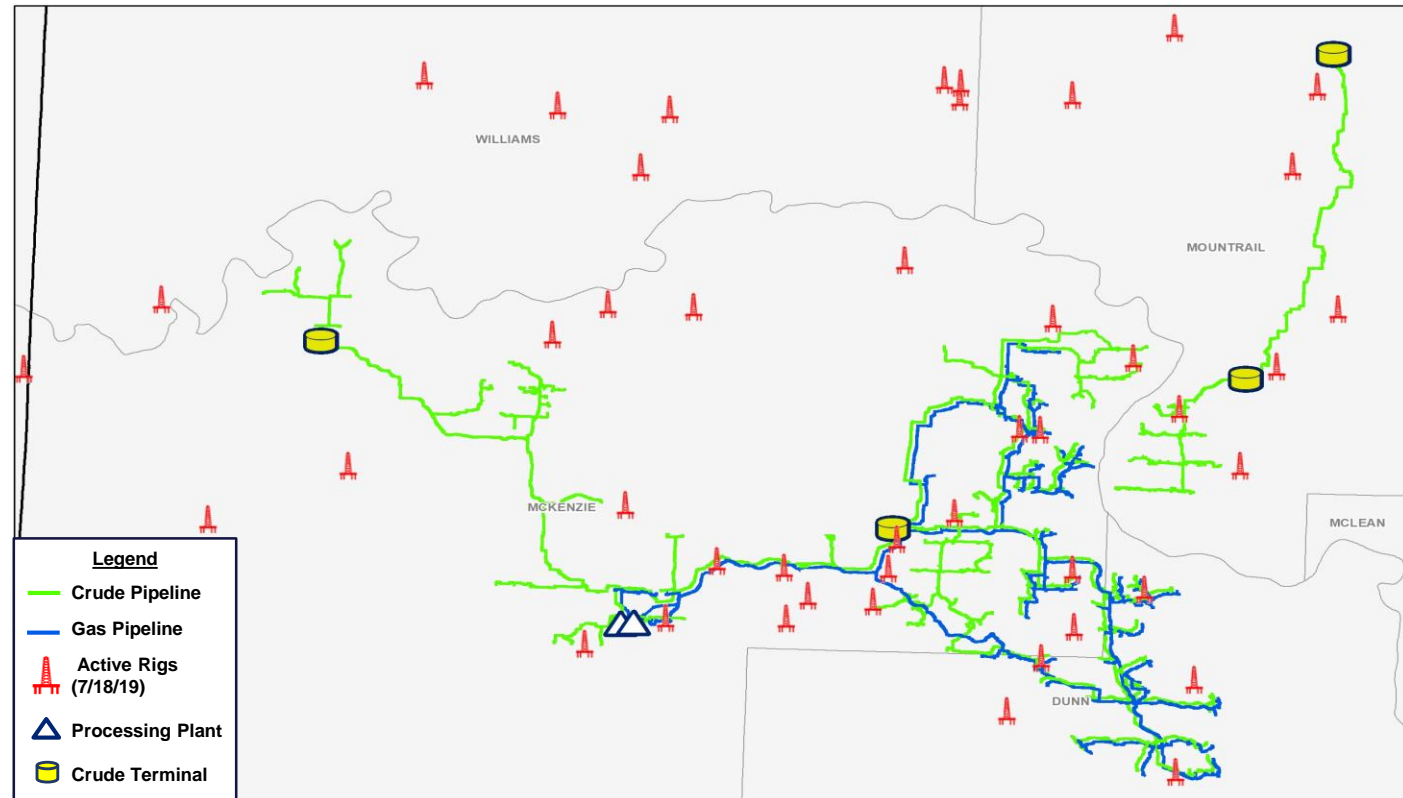 WILLIAMS
MOUNTRAIL
MCKENZIE
MCLEAN
DUNN
Legend
Crude Pipeline
Gas Pipeline
Active Rigs
(7/18/19)
Processing Plant
Crude Terminal